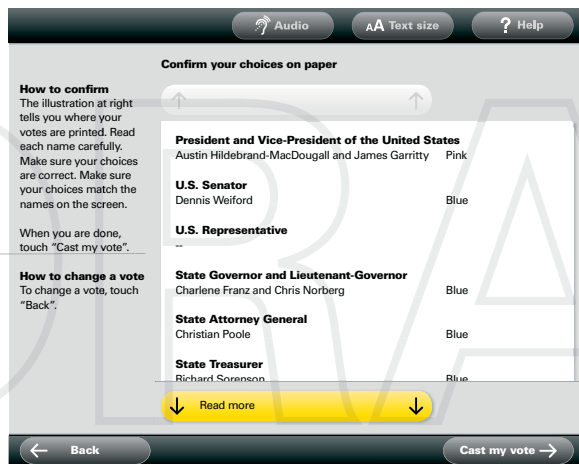 Audio
AA Text size
? Help
Confirm your choices on paper
How to confirm
The illustration at right
tells you where your
votes are printed. Read
each name carefully.
Make sure your choices
are correct. Make sure
your choices match the
names on the screen.
When you are done,
touch “Cast my vote”.
How to change a vote
To change a vote, touch
“Back”.
President and Vice-President of the United States
Austin Hildebrand-MacDougall and James Garritty Pink
U.S. Senator
Dennis Weiford Blue
U.S. Representative
--
State Governor and Lieutenant-Governor
Charlene Franz and Chris Norberg Blue
State Attorney General
Christian Poole Blue
State Treasurer
Richard Sorenson Blue
Read more
Back
Cast my vote
DRA